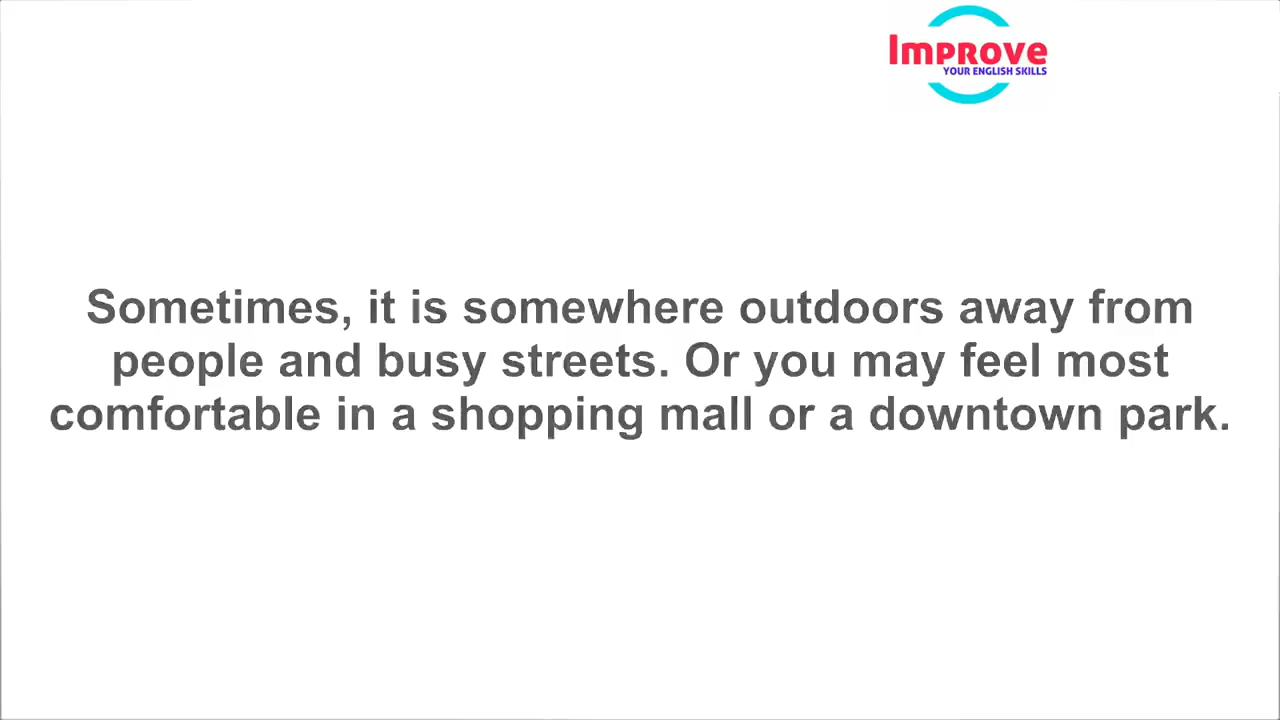 Improve
YOUR ENGLISH SKILLS
Sometimes, it is somewhere outdoors away from
people and busy streets. Or you may feel most
comfortable in a shopping mall or a downtown park.